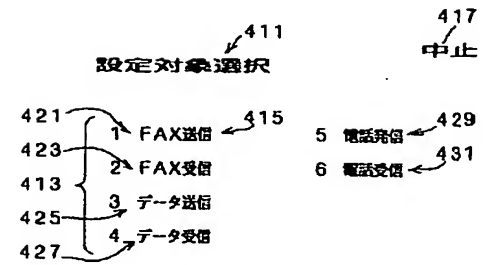 411
417
設定対象選択
中止
421
1 FAX送信
415
5 電話発信
429
423
2 FAX受信
6 電話受信
431
413
3 データ送信
425
4 データ受信
427